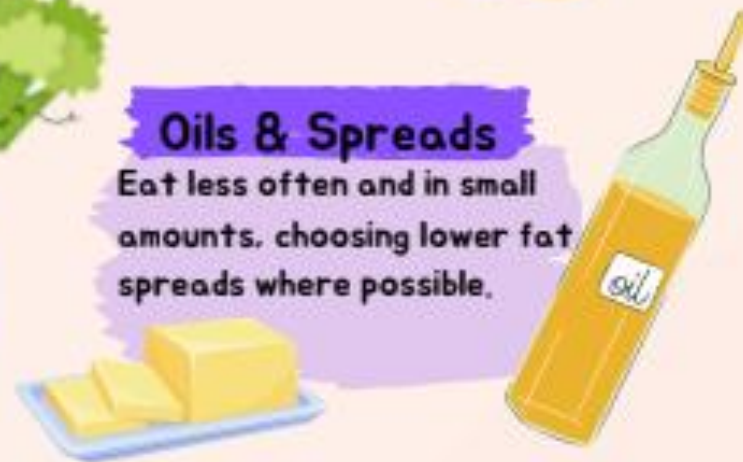 Oils & Spreads
Eat less often and in small
amounts. choosing lower fat
spreads where possible.
oil